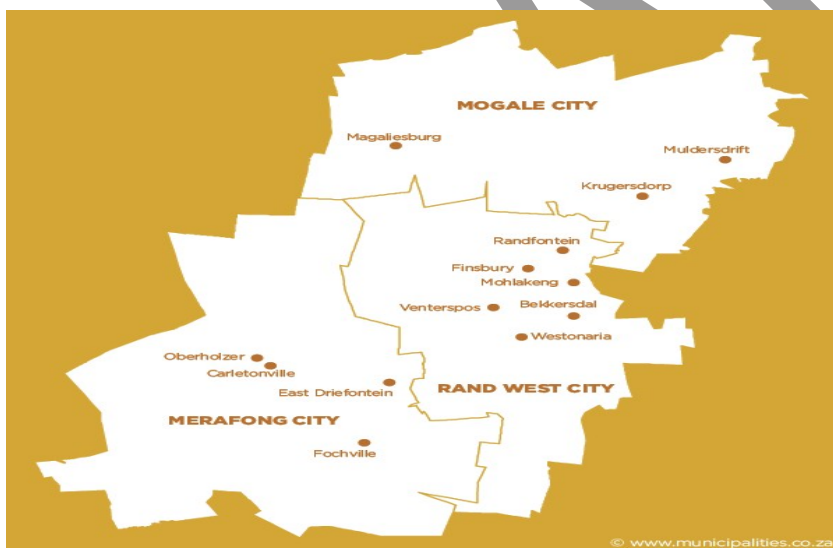 MOGALE CITY
Magaliesburg
Muldersdrift
Krugersdorp
Randfontein
Finsbury
Mohlakeng
Venterspos
Bekkersdal
Westonaria
Oberholzer
Carletonville
East Driefontein
RAND WEST CITY
MERAFONG CITY
Fochville
© www.municipalities.co.za